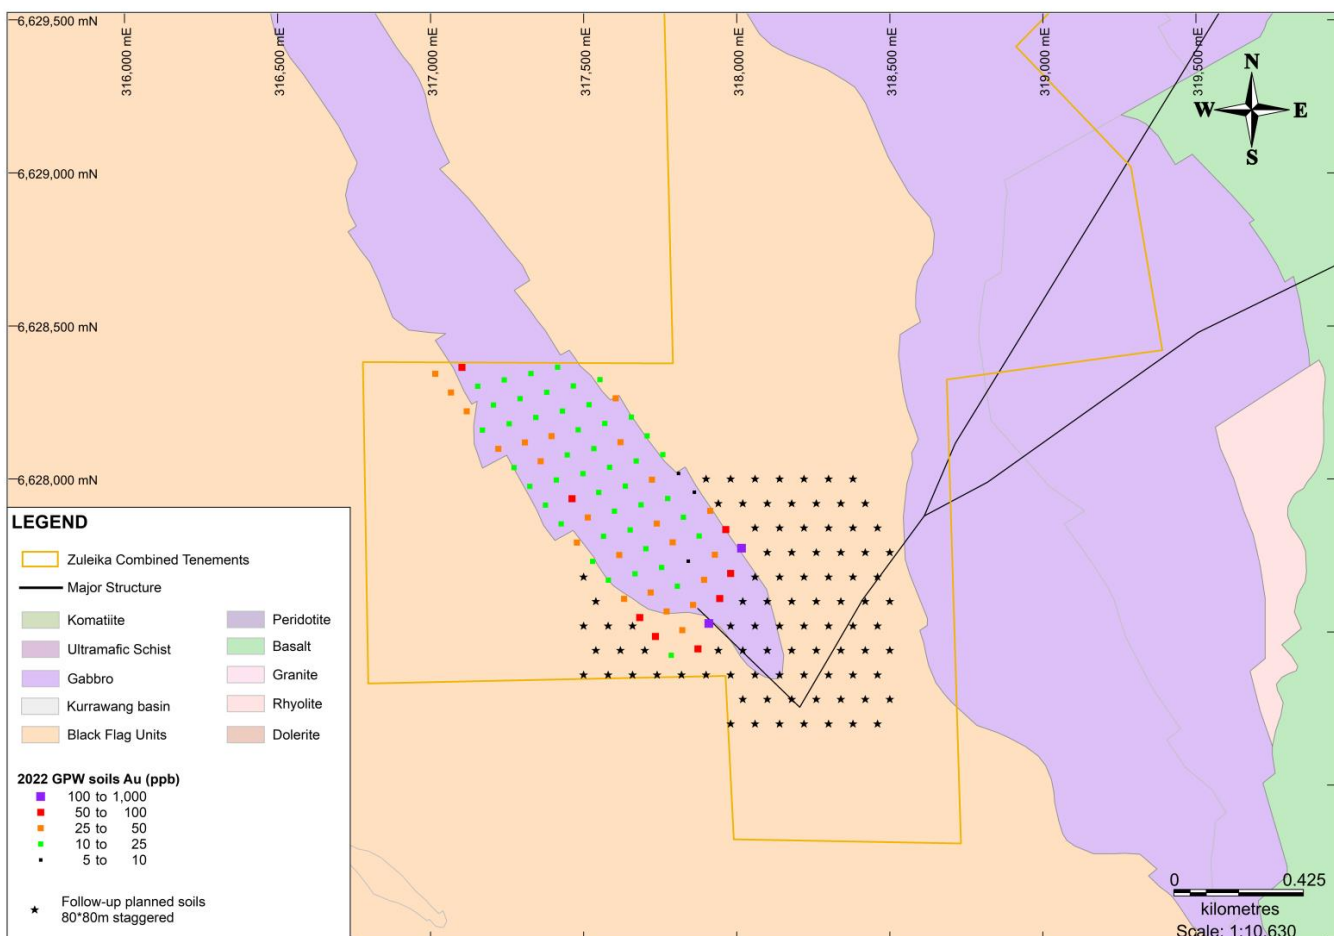 6,629,500 mN
316,000 mE
316,500 mE
317,000 mE
317,500 mE
318,000 mE
318,500 mE
319,000 mE
319,500 mE
N
W
E
S
6,629,000 mN
6,628,500 mN
6,628,000 mN
LEGEND
Zuleika Combined Tenements
Major Structure
Komatiite
Peridotite
Ultramafic Schist
Basalt
Gabbro
Granite
Kurrawang basin
Rhyolite
Black Flag Units
Dolerite
2022 GPW soils Au (ppb)
100 to 1,000
50 to 100
25 to 50
10 to 25
5 to 10
Follow-up planned soils
80*80m staggered
0 0.425
kilometres
Scale: 1:10,630